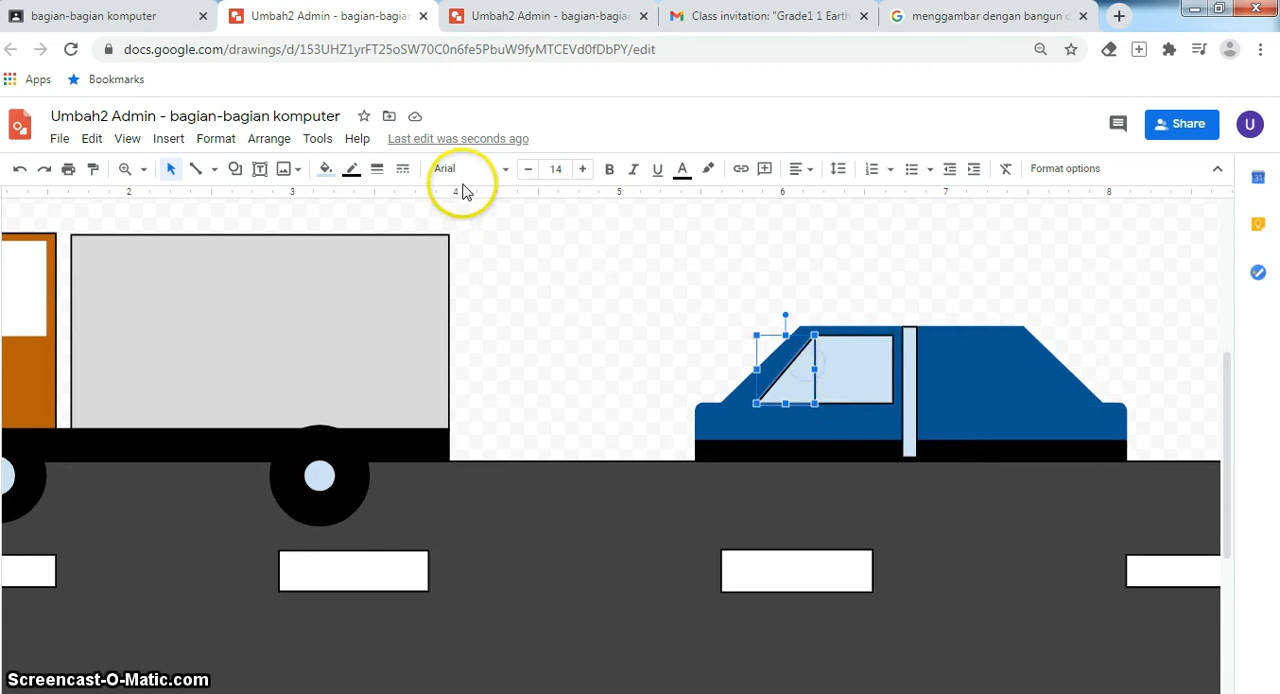 bagian-bagian komputer
Umbah2 Admin - bagian-bagian
Umbah2 Admin - bagian-bagia
Class invitation: "Grade1 1 Earth
menggambar dengan bangun d
docs.google.com/drawings/d/153UHZ1yrFT25oSW70C0n6fe5PbuW9fyMTCEVd0fDbPY/edit
Apps
Bookmarks
Umbah2 Admin - bagian-bagian komputer
File Edit View Insert Format Arrange Tools Help Last edit was seconds ago
Share
U
Arial
14
B I U A
Format options
2 3 4 5 6 7 8
31
Screencast-O-Matic.com